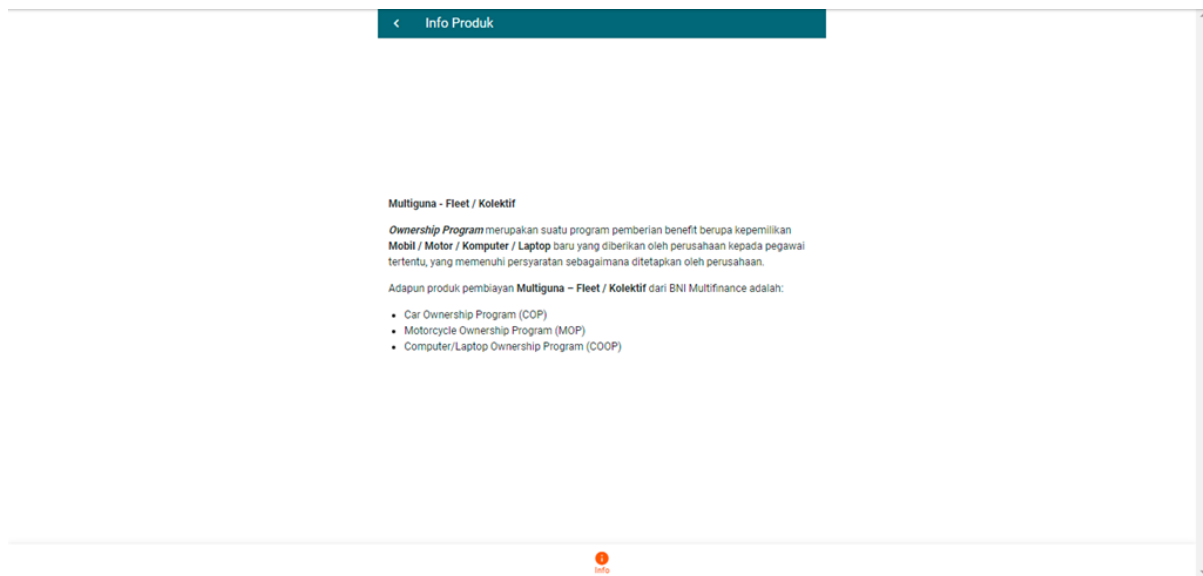 Info Produk
Multiguna - Fleet / Kolektif
Ownership Program merupakan suatu program pemberian benefit berupa kepemilikan
Mobil / Motor / Komputer / Laptop baru yang diberikan oleh perusahaan kepada pegawai
tertentu, yang memenuhi persyaratan sebagaimana ditetapkan oleh perusahaan.
Adapun produk pembiayan Multiguna – Fleet / Kolektif dari BNI Multifinance adalah:
• Car Ownership Program (COP)
• Motorcycle Ownership Program (MOP)
• Computer/Laptop Ownership Program (COOP)
Info